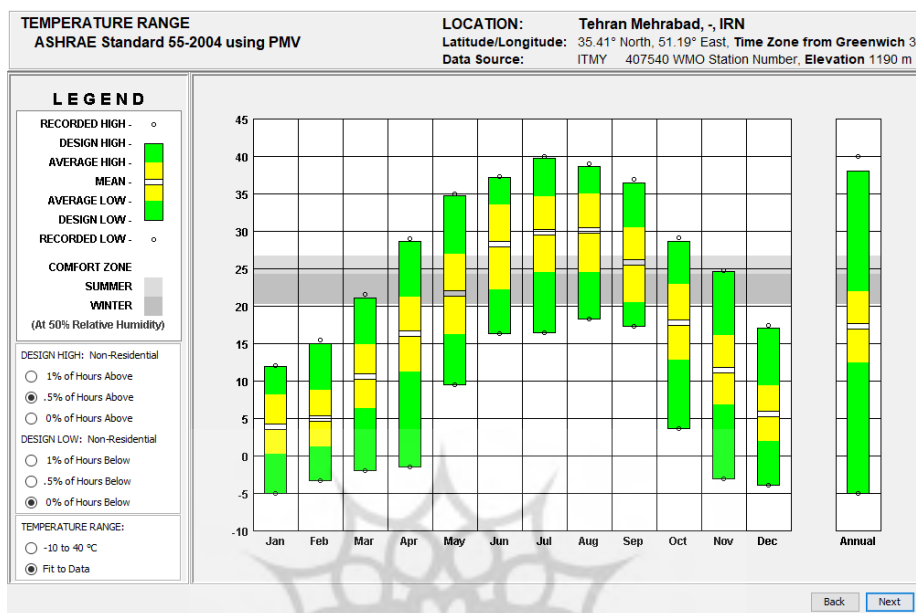 TEMPERATURE RANGE
ASHRAE Standard 55-2004 using PMV
LOCATION: Tehran Mehrabad, -, IRN
Latitude/Longitude: 35.41° North, 51.19° East, Time Zone from Greenwich 3
Data Source: ITMY 407540 WMO Station Number, Elevation 1190 m
LEGEND
RECORDED HIGH -
DESIGN HIGH -
AVERAGE HIGH -
MEAN -
AVERAGE LOW -
DESIGN LOW -
RECORDED LOW -
COMFORT ZONE
SUMMER
WINTER
(At 50% Relative Humidity)
DESIGN HIGH: Non-Residential
1% of Hours Above
.5% of Hours Above
0% of Hours Above
DESIGN LOW: Non-Residential
1% of Hours Below
.5% of Hours Below
0% of Hours Below
TEMPERATURE RANGE:
-10 to 40 °C
Fit to Data
45
40
35
30
25
20
15
10
5
0
-5
-10
Jan Feb Mar Apr May Jun Jul Aug Sep Oct Nov Dec Annual
Back Next